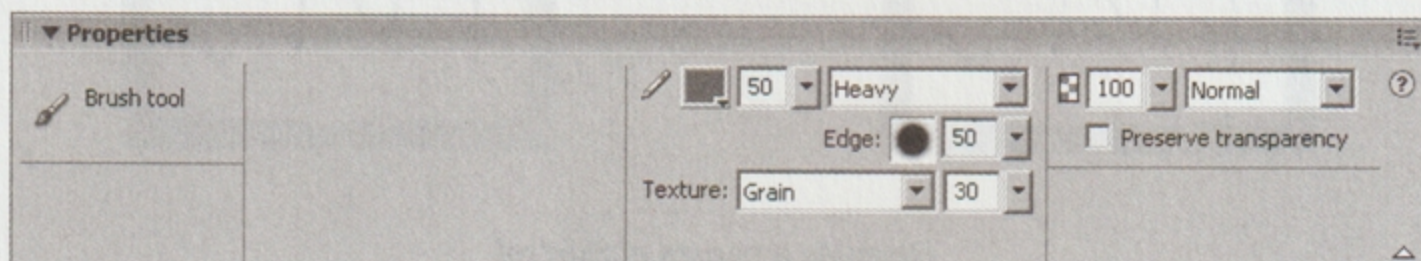 Properties
Brush tool
50 Heavy
Edge: 50
Texture: Grain 30
100 Normal
Preserve transparency
?